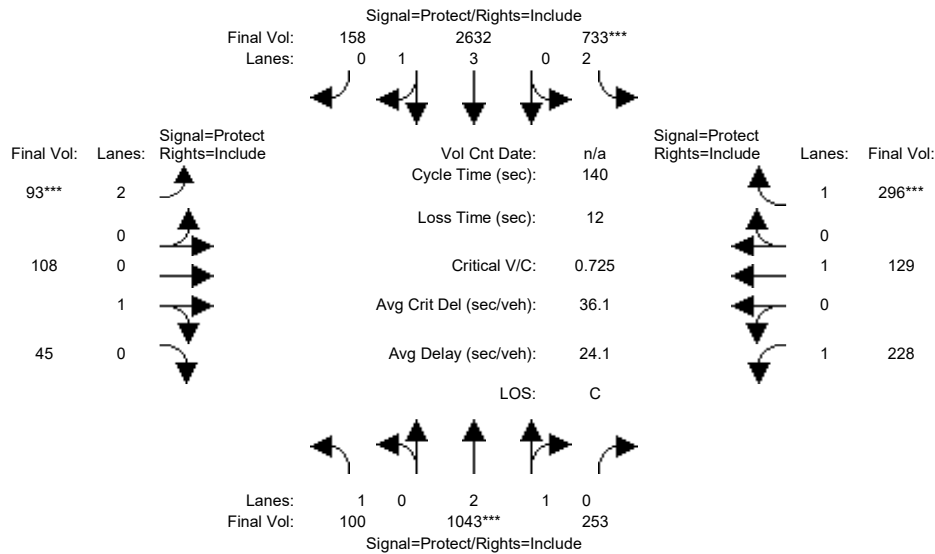 Signal=Protect/Rights=Include
Final Vol: 158 2632 733***
Lanes: 0 1 3 0 2
Signal=Protect
Final Vol: Lanes: Rights=Include
Vol Cnt Date: n/a
Signal=Protect
Rights=Include Lanes: Final Vol:
Cycle Time (sec): 140
93*** 2
1 296***
Loss Time (sec): 12
0
0
108 0
Critical V/C: 0.725
1 129
1
Avg Crit Del (sec/veh): 36.1
0
45 0
Avg Delay (sec/veh): 24.1
1 228
LOS: C
Lanes: 1 0 2 1 0
Final Vol: 100 1043*** 253
Signal=Protect/Rights=Include